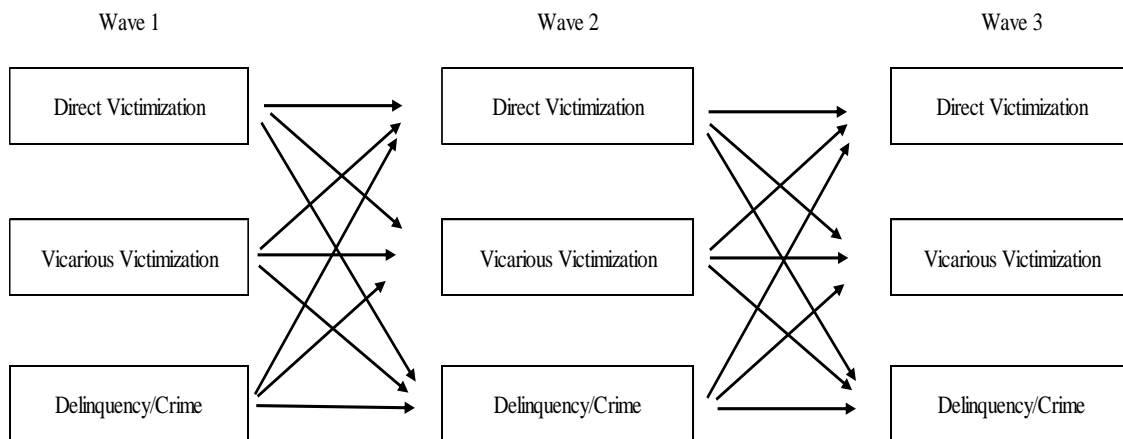 Wave 1 Wave 2 Wave 3
Direct Victimization Direct Victimization Direct Victimization
Vicarious Victimization Vicarious Victimization Vicarious Victimization
Delinquency/Crime Delinquency/Crime Delinquency/Crime